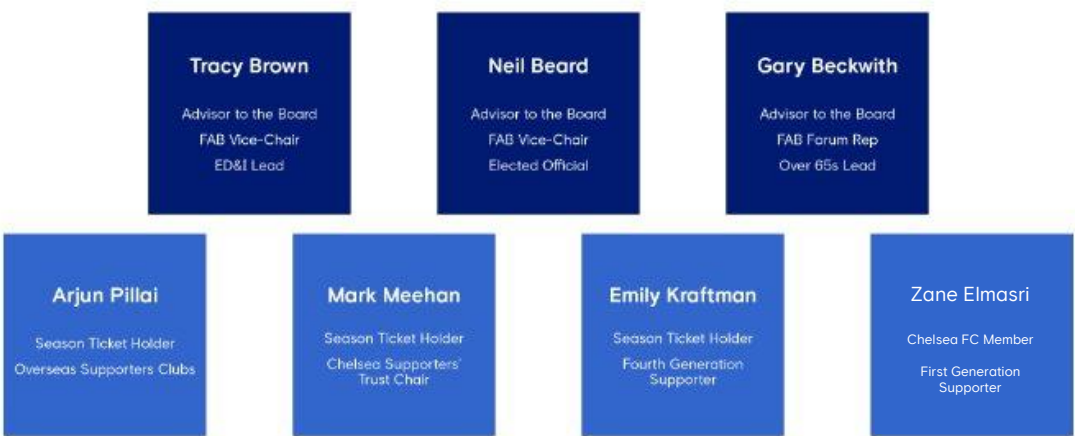 Tracy Brown
Advisor to the Board
FAB Vice-Chair
ED&I Lead
Neil Beard
Advisor to the Board
FAB Vice-Chair
Elected Official
Gary Beckwith
Advisor to the Board
FAB Forum Rep
Over 65s Lead
Arjun Pillai
Season Ticket Holder
Overseas Supporters Clubs
Mark Meehan
Season Ticket Holder
Chelsea Supporters'
Trust Chair
Emily Kraftman
Season Ticket Holder
Fourth Generation
Supporter
Zane Elmasri
Chelsea FC Member
First Generation
Supporter